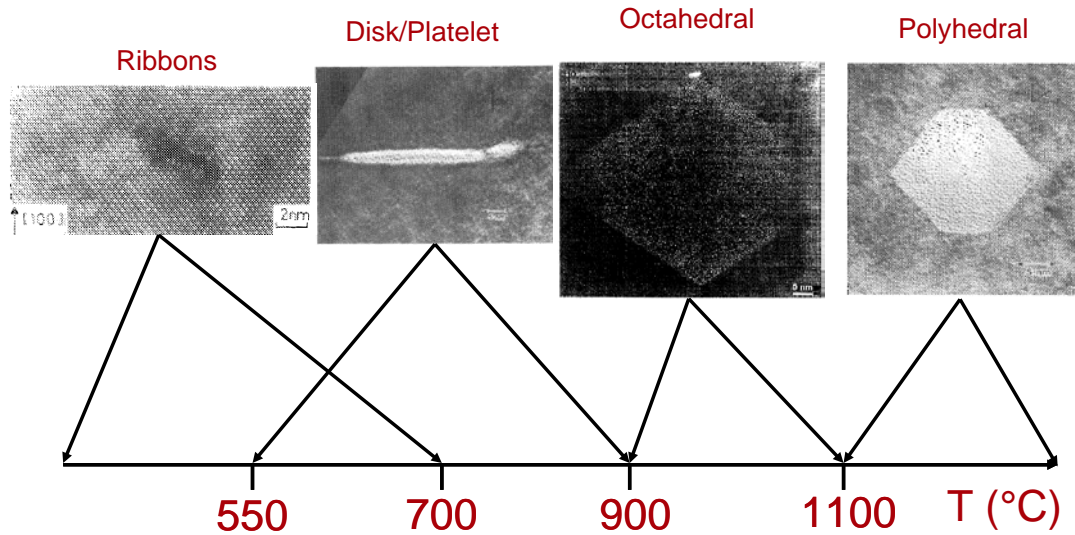 Ribbons
Disk/Platelet
Octahedral
Polyhedral
[100]
2nm
5 nm
550
700
900
1100
T (°C)